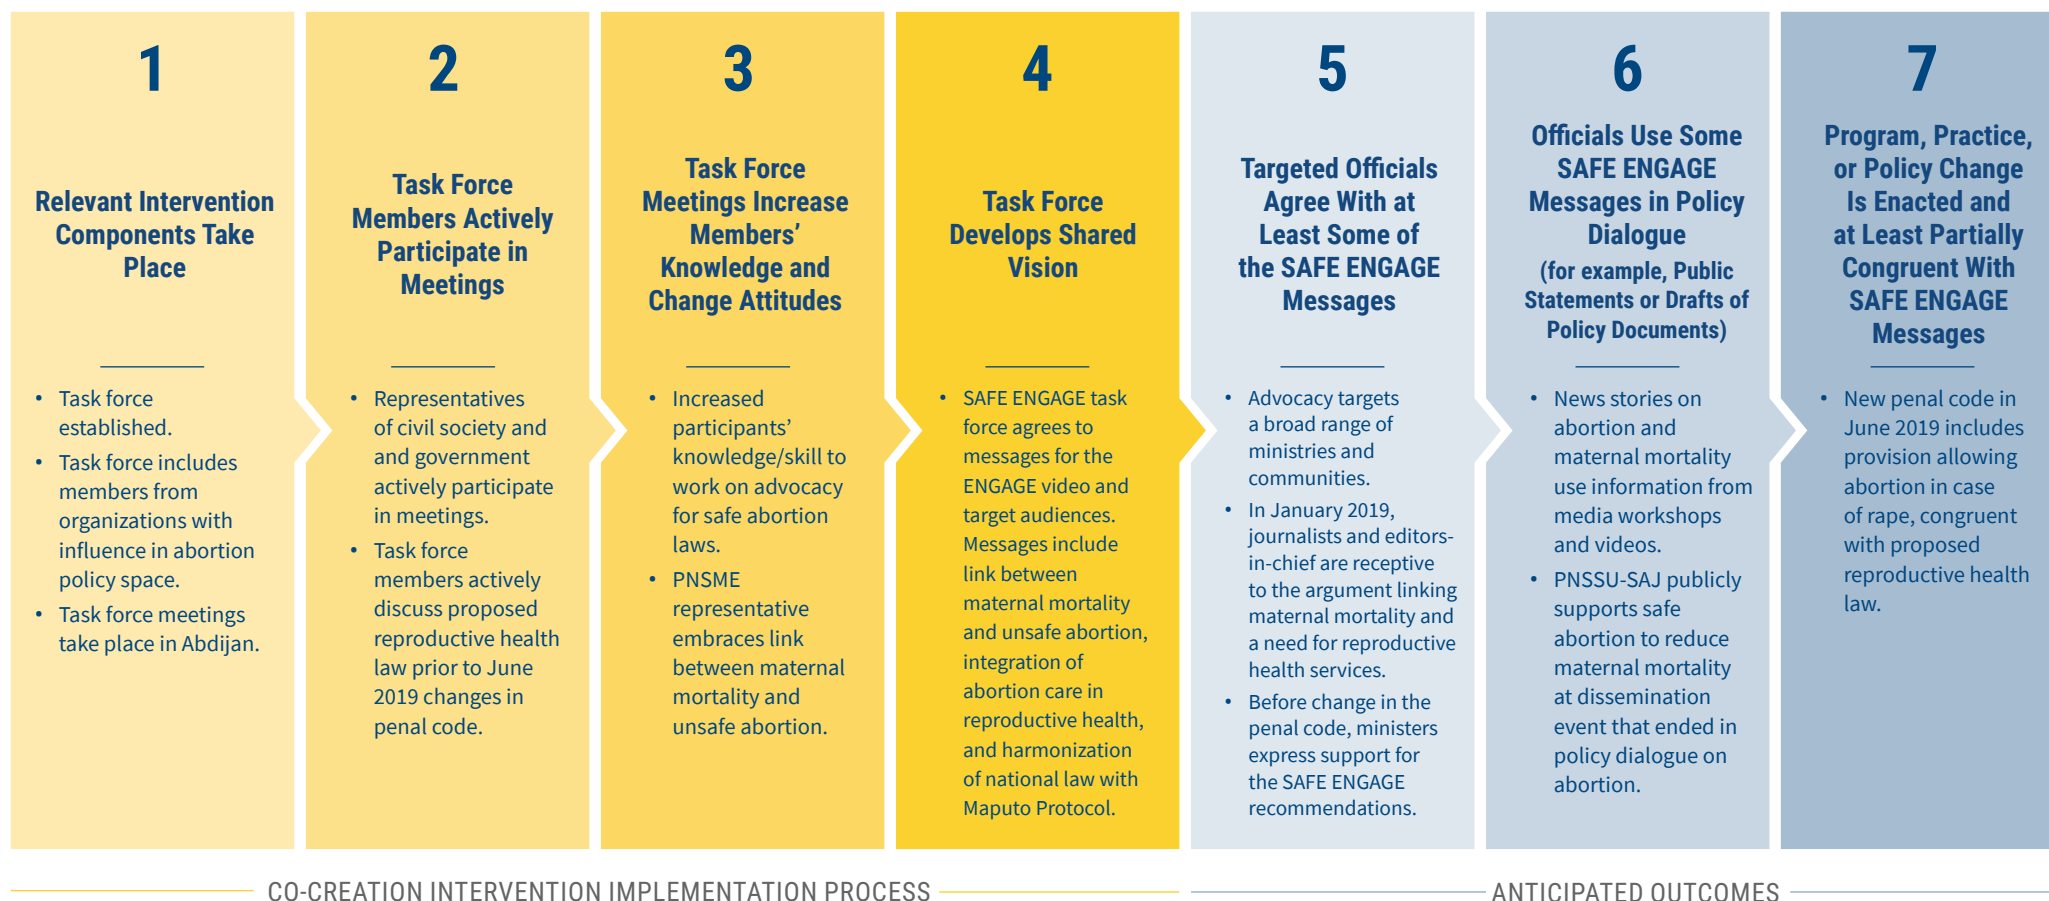 1
Relevant Intervention
Components Take
Place
• Task force
established.
• Task force includes
members from
organizations with
influence in abortion
policy space.
• Task force meetings
take place in Abdijan.
2
Task Force
Members Actively
Participate in
Meetings
• Representatives
of civil society and
and government
actively participate
in meetings.
• Task force
members actively
discuss proposed
reproductive health
law prior to June
2019 changes in
penal code.
3
Task Force
Meetings Increase
Members’
Knowledge and
Change Attitudes
• Increased
participants’
knowledge/skill to
work on advocacy
for safe abortion
laws.
• PNSME
representative
embraces link
between maternal
mortality and
unsafe abortion.
4
Task Force
Develops Shared
Vision
• SAFE ENGAGE task
force agrees to
messages for the
ENGAGE video and
target audiences.
Messages include
link between
maternal mortality
and unsafe abortion,
integration of
abortion care in
reproductive health,
and harmonization
of national law with
Maputo Protocol.
5
Targeted Officials
Agree With at
Least Some of
the SAFE ENGAGE
Messages
• Advocacy targets
a broad range of
ministries and
communities.
• In January 2019,
journalists and editors-
in-chief are receptive
to the argument linking
maternal mortality and
a need for reproductive
health services.
• Before change in the
penal code, ministers
express support for
the SAFE ENGAGE
recommendations.
6
Officials Use Some
SAFE ENGAGE
Messages in Policy
Dialogue
(for example, Public
Statements or Drafts of
Policy Documents)
• News stories on
abortion and
maternal mortality
use information from
media workshops
and videos.
• PNSSU-SAJ publicly
supports safe
abortion to reduce
maternal mortality
at dissemination
event that ended in
policy dialogue on
abortion.
7
Program, Practice,
or Policy Change
Is Enacted and
at Least Partially
Congruent With
SAFE ENGAGE
Messages
• New penal code in
June 2019 includes
provision allowing
abortion in case
of rape, congruent
with proposed
reproductive health
law.
CO-CREATION INTERVENTION IMPLEMENTATION PROCESS
ANTICIPATED OUTCOMES